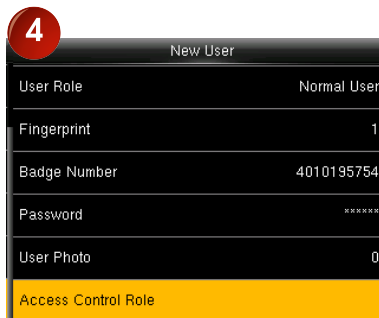 4
New User
User Role Normal User
Fingerprint 1
Badge Number 4010195754
Password ******
User Photo 0
Access Control Role